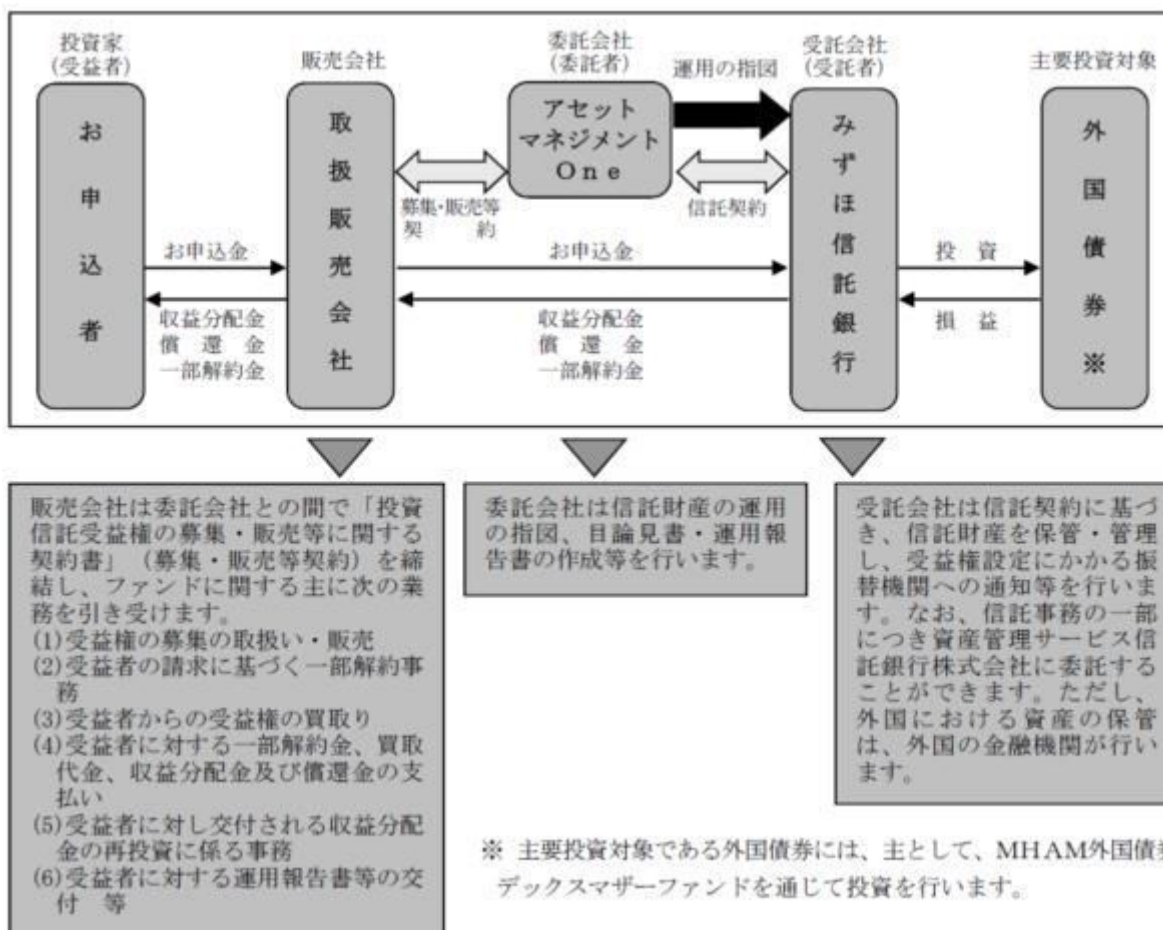 投資家
(受益者)
販売会社
委託会社
(委託者)
運用の指図
受託会社
(受託者)
主要投資対象
お申込者
取扱販売会社
アセット
マネジメント
One
みずほ信託銀行
外国債券※
募集・販売等
契 約
信託契約
お申込金
お申込金
投 資
収益分配金
償 還 金
一部解約金
収益分配金
償 還 金
一部解約金
損 益
販売会社は委託会社との間で「投資
信託受益権の募集・販売等に関する
契約書」（募集・販売等契約）を締
結し、ファンドに関する主に次の業
務を引き受けます。
(1)受益権の募集の取扱い・販売
(2)受益者の請求に基づく一部解約事
務
(3)受益者からの受益権の買取り
(4)受益者に対する一部解約金、買取
代金、収益分配金及び償還金の支
払い
(5)受益者に対し交付される収益分配
金の再投資に係る事務
(6)受益者に対する運用報告書等の交
付 等
委託会社は信託財産の運用
の指図、目論見書・運用報
告書の作成等を行います。
受託会社は信託契約に基づ
き、信託財産を保管・管理
し、受益権設定にかかる振
替機関への通知等を行いま
す。なお、信託事務の一部
につき資産管理サービス信
託銀行株式会社に委託する
ことができます。ただし、
外国における資産の保管
は、外国の金融機関が行い
ます。
※ 主要投資対象である外国債券には、主として、MHAM外国債券
デックスマザーファンドを通じて投資を行います。